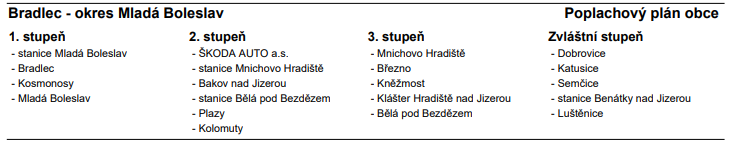 Bradlec - okres Mladá Boleslav
Poplachový plán obce
1. stupeň
- stanice Mladá Boleslav
- Bradlec
- Kosmonosy
- Mladá Boleslav
2. stupeň
- ŠKODA AUTO a.s.
- stanice Mnichovo Hradiště
- Bakov nad Jizerou
- stanice Bělá pod Bezdězem
- Plazy
- Kolomuty
3. stupeň
- Mnichovo Hradiště
- Březno
- Kněžmost
- Klášter Hradiště nad Jizerou
- Bělá pod Bezdězem
Zvláštní stupeň
- Dobrovice
- Katusice
- Semčice
- stanice Benátky nad Jizerou
- Luštěnice